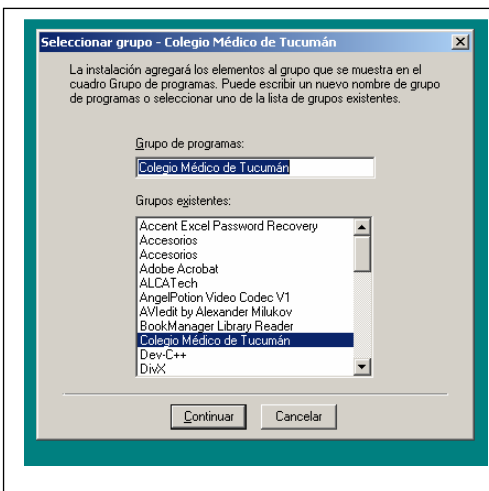 Seleccionar grupo - Colegio Médico de Tucumán
La instalación agregará los elementos al grupo que se muestra en el
cuadro Grupo de programas. Puede escribir un nuevo nombre de grupo
de programas o seleccionar uno de la lista de grupos existentes.
Grupo de programas:
Colegio Médico de Tucumán
Grupos existentes:
Accent Excel Password Recovery
Accesorios
Accesorios
Adobe Acrobat
ALCATech
AngelPotion Video Codec V1
AVIedit by Alexander Milukov
BookManager Library Reader
Colegio Médico de Tucumán
Dev-C++
DivX
Continuar
Cancelar